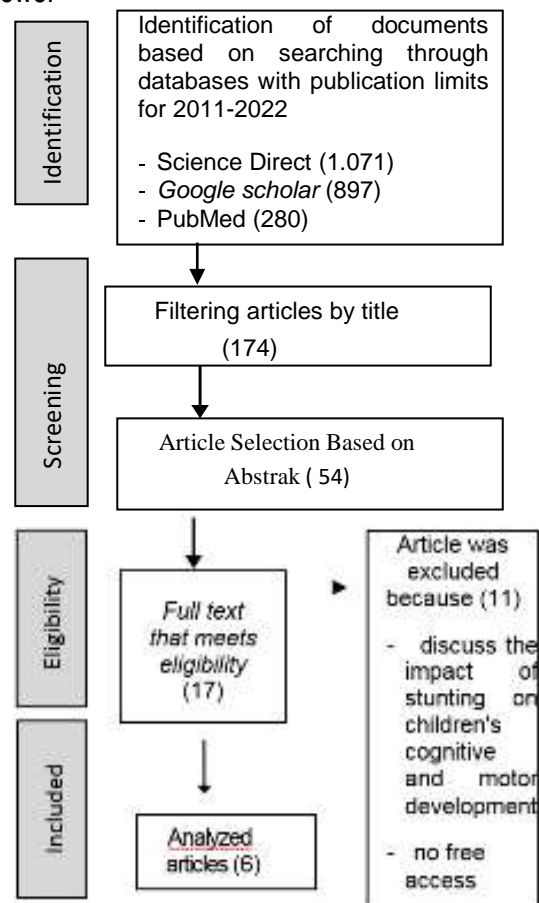 Identification
Identification of documents
based on searching through
databases with publication limits
for 2011-2022
- Science Direct (1.071)
- Google scholar (897)
- PubMed (280)
Screening
Filtering articles by title
(174)
Article Selection Based on
Abstrak ( 54)
Eligibility
Full text
that meets
eligibility
(17)
Article was
excluded
because (11)
- discuss the
impact of
stunting on
children's
cognitive
and motor
development
- no free
access
Included
Analyzed
articles (6)